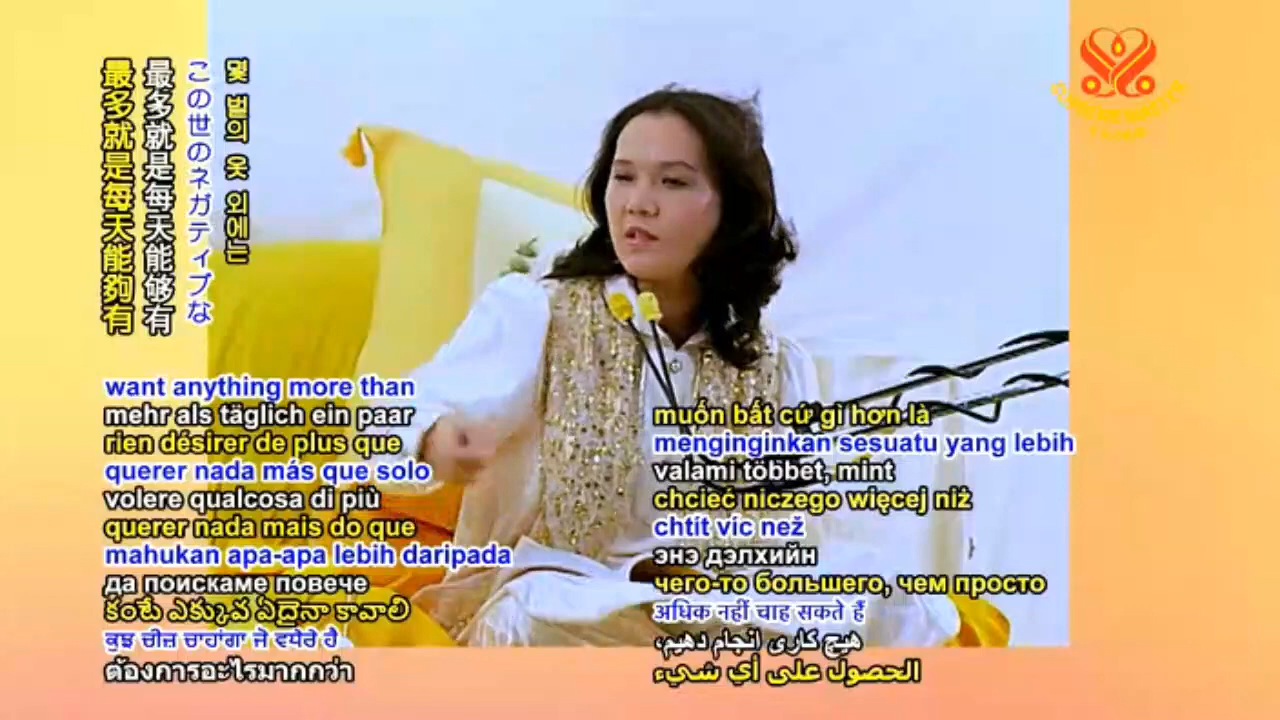 最多就是每天能夠有
最多就是每天能够有
この世のネガティブな
몇 벌의 옷 외에는
want anything more than
mehr als täglich ein paar
rien désirer de plus que
querer nada más que solo
volere qualcosa di più
querer nada mais do que
mahukan apa-apa lebih daripada
да поискаме повече
కంటే ఎక్కువ ఏదైనా కావాలి
ਕੁਝ ਚੀਜ਼ ਚਾਹਾਂਗਾ ਜੋ ਵਧੇਰੇ ਹੈ
ต้องการอะไรมากกว่า
muốn bất cứ gì hơn là
menginginkan sesuatu yang lebih
valami többet, mint
chcieć niczego więcej niż
chtít víc než
энэ дэлхийн
чего-то большего, чем просто
अधिक नहीं चाह सकते हैं
هیچ کاری انجام دهیم،
الحصول على أي شيء